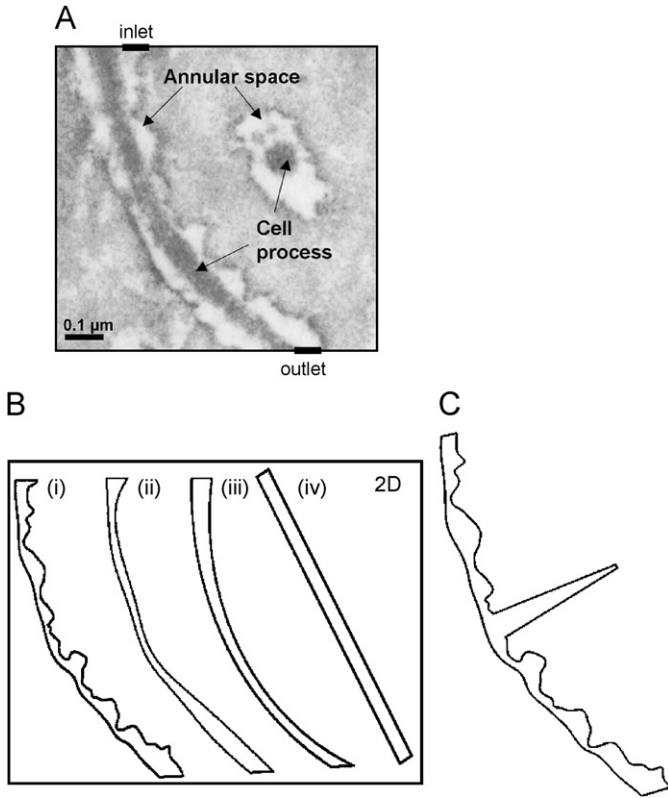 A
inlet
Annular space
Cell
process
0.1 µm
outlet
B
C
(i) (ii) (iii) (iv) 2D